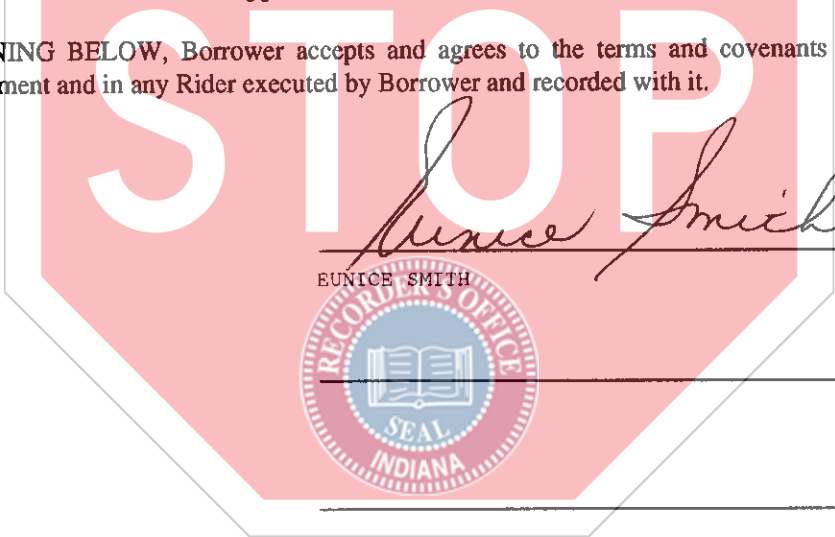 STOP
NING BELOW, Borrower accepts and agrees to the terms and covenants
ment and in any Rider executed by Borrower and recorded with it.
Eunice Smith
EUNICE SMITH
RECORDER'S OFFICE
SEAL
INDIANA